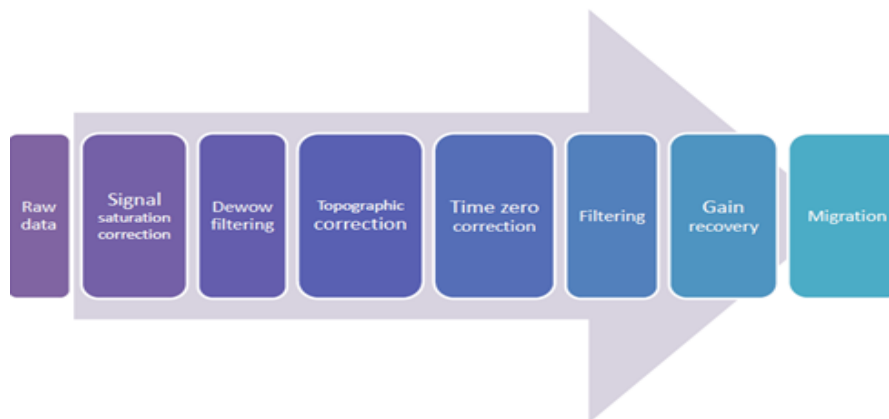 Raw
data
Signal
saturation
correction
Dewow
filtering
Topographic
correction
Time zero
correction
Filtering
Gain
recovery
Migration